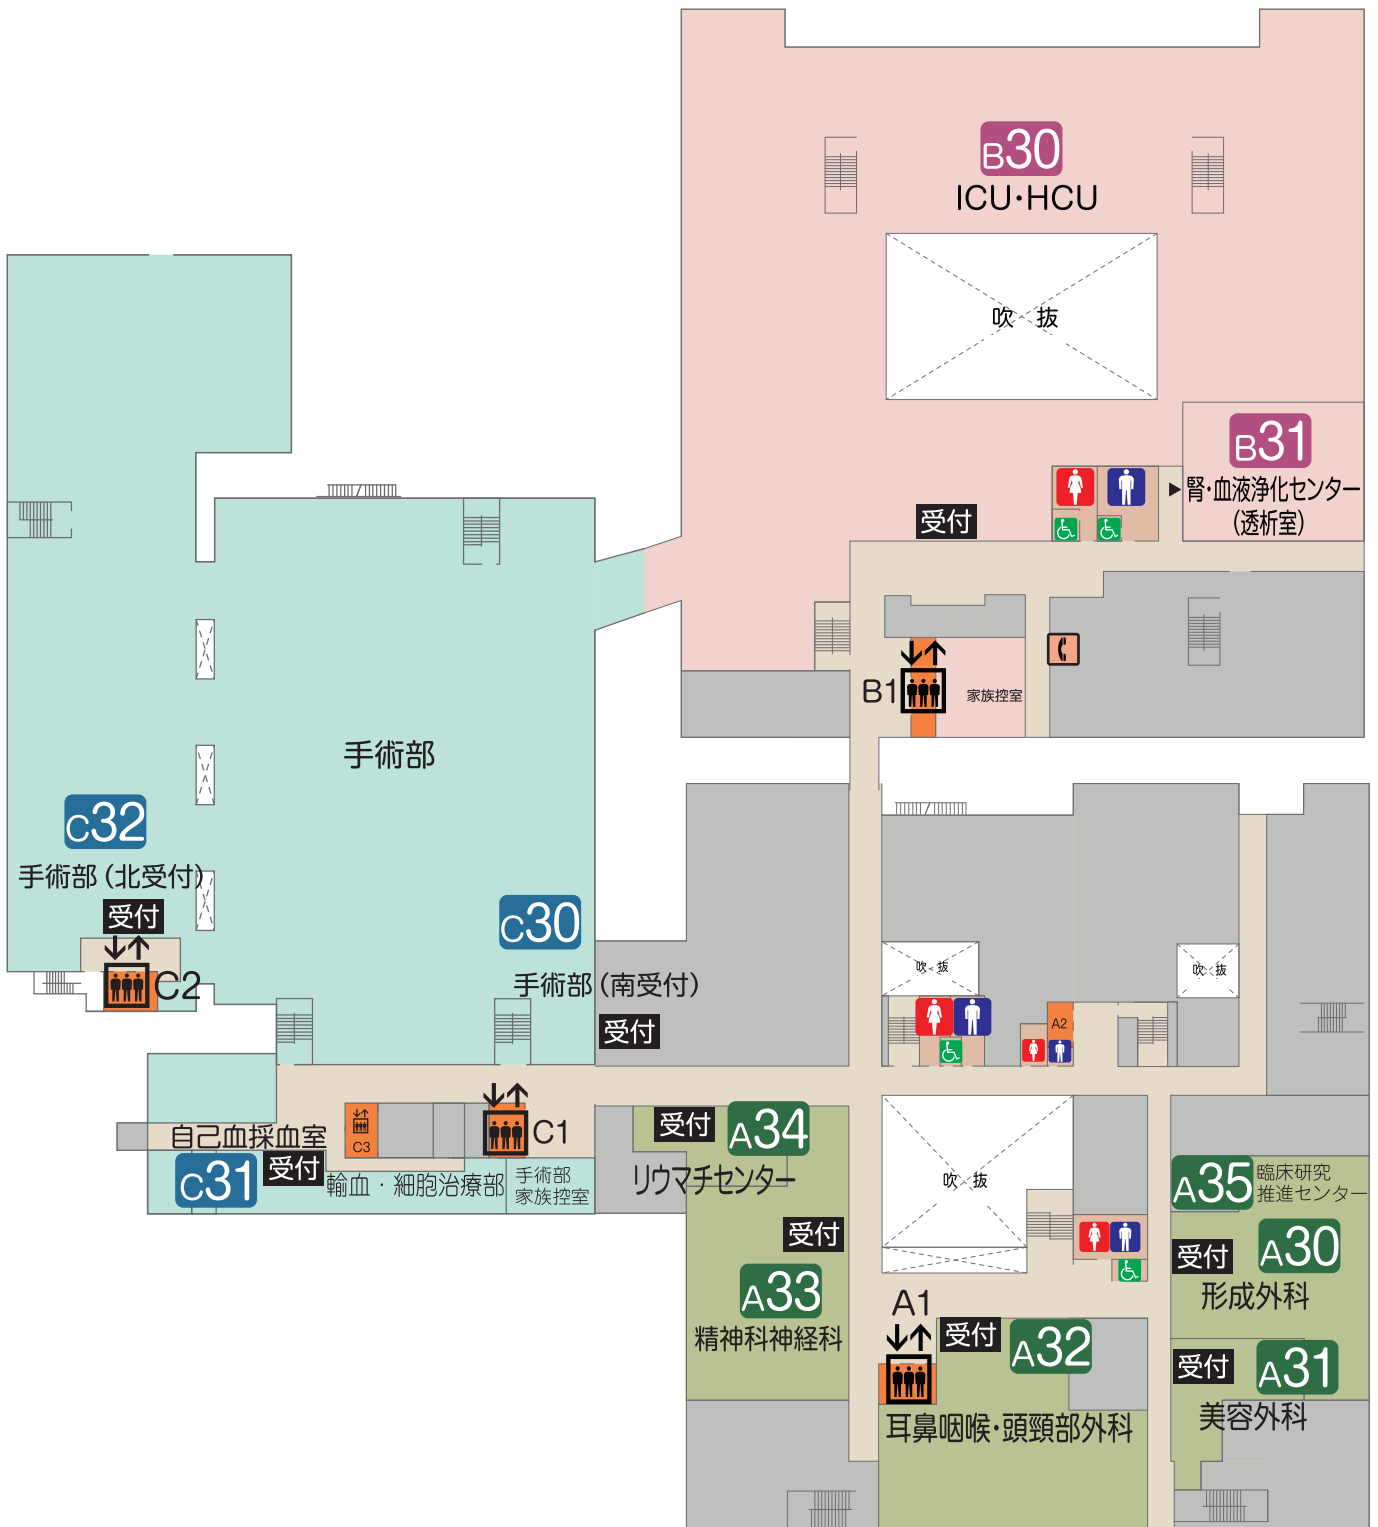 B30
ICU・HCU
吹 抜
B31
腎・血液浄化センター
(透析室)
受付
B1
家族控室
手術部
C32
手術部(北受付)
受付
C2
C30
手術部(南受付)
受付
吹 抜
吹 抜
A2
自己血採血室
C3
C1
C31
受付
輸血・細胞治療部
手術部
家族控室
受付
A34
リウマチセンター
受付
A33
精神科神経科
吹 抜
A1
受付
A32
耳鼻咽喉・頭頸部外科
A35
臨床研究
推進センター
受付
A30
形成外科
受付
A31
美容外科